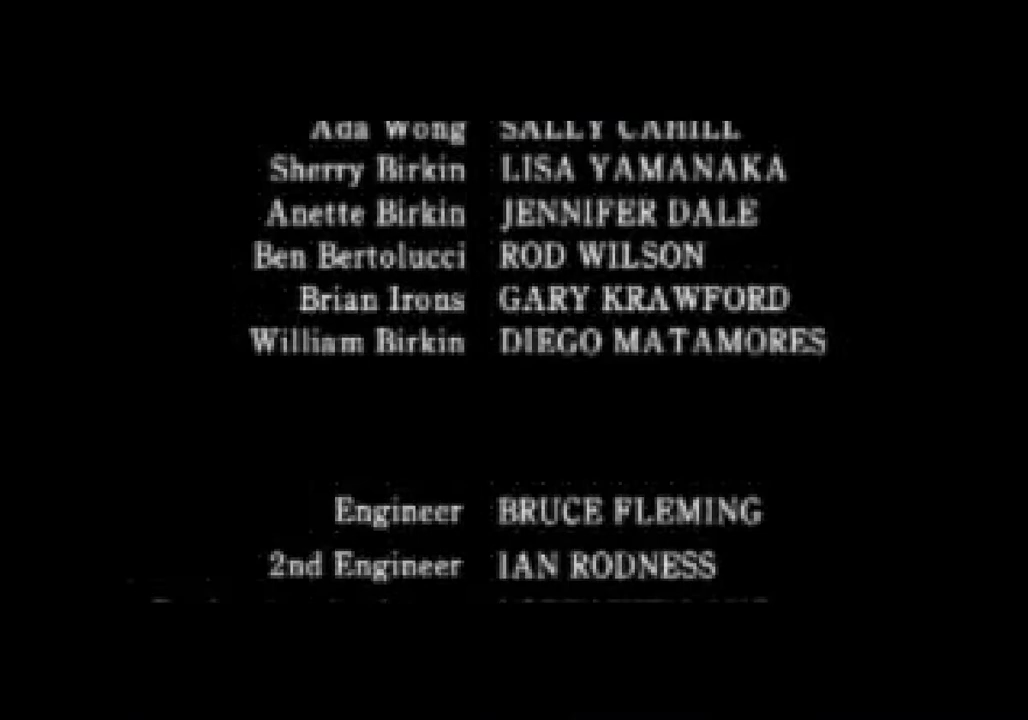 Ada Wong SALLY CAHILL
Sherry Birkin LISA YAMANAKA
Anette Birkin JENNIFER DALE
Ben Bertolucci ROD WILSON
Brian Irons GARY KRAWFORD
William Birkin DIEGO MATAMORES
Engineer BRUCE FLEMING
2nd Engineer IAN RODNESS